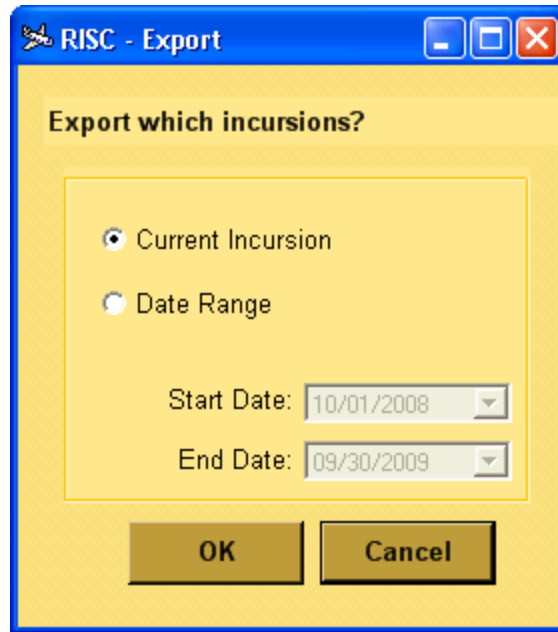 RISC - Export
Export which incursions?
Current Incursion
Date Range
Start Date: 10/01/2008
End Date: 09/30/2009
OK Cancel